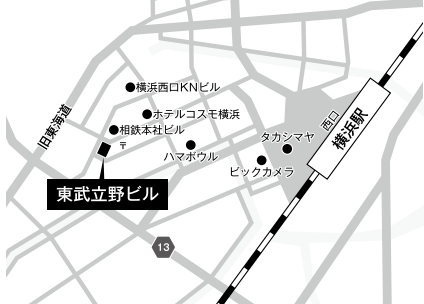 横浜西口KNビル
ホテルコスモ横浜
相鉄本社ビル
〒
旧東海道
ハマボウル
タカシマヤ
ビックカメラ
西口
横浜駅
東武立野ビル
13